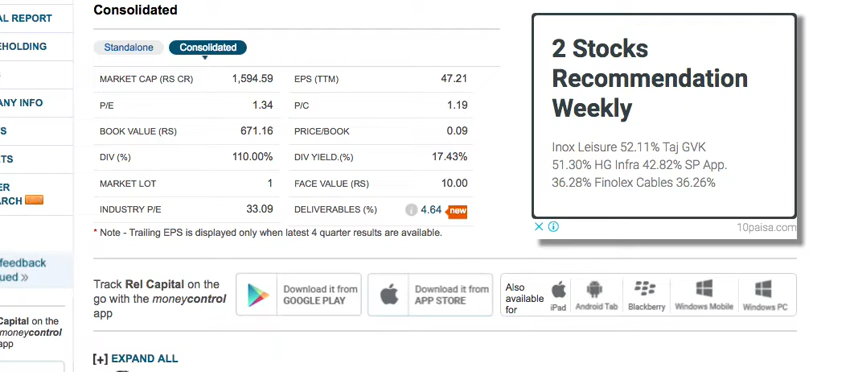 AL REPORT
EHOLDING
S
ANY INFO
S
TS
ER
ARCH
feedback
ued »
Capital on the
moneycontrol
app
Consolidated
Standalone Consolidated
MARKET CAP (RS CR) 1,594.59 EPS (TTM) 47.21
P/E 1.34 P/C 1.19
BOOK VALUE (RS) 671.16 PRICE/BOOK 0.09
DIV (%) 110.00% DIV YIELD.(%) 17.43%
MARKET LOT 1 FACE VALUE (RS) 10.00
INDUSTRY P/E 33.09 DELIVERABLES (%) 4.64 new
* Note - Trailing EPS is displayed only when latest 4 quarter results are available.
Track Rel Capital on the
go with the moneycontrol
app
Download it from
GOOGLE PLAY
Download it from
APP STORE
Also
available
for
iPad Android Tab Blackberry Windows Mobile Windows PC
[+] EXPAND ALL
2 Stocks
Recommendation
Weekly
Inox Leisure 52.11% Taj GVK
51.30% HG Infra 42.82% SP App.
36.28% Finolex Cables 36.26%
10paisa.com